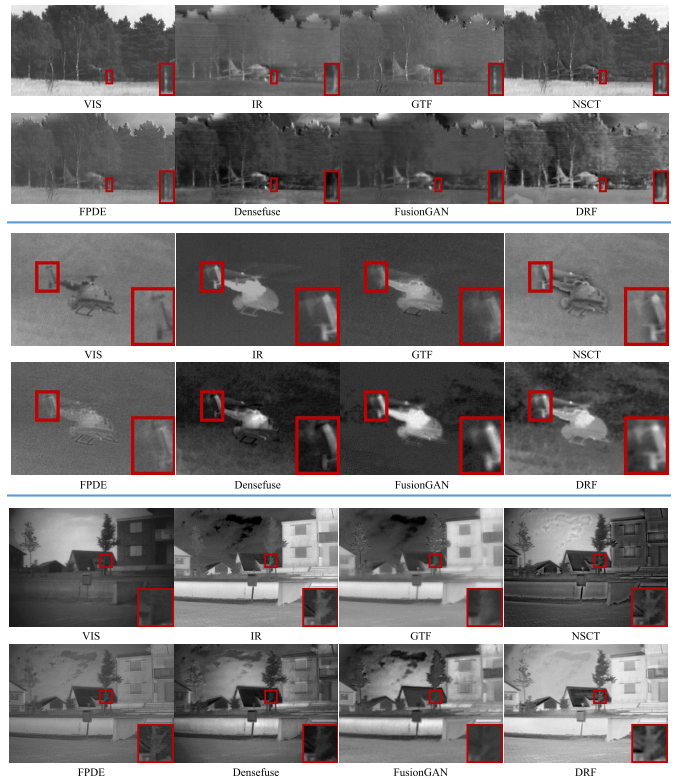 VIS IR GTF NSCT
FPDE Densefuse FusionGAN DRF
VIS IR GTF NSCT
FPDE Densefuse FusionGAN DRF
VIS IR GTF NSCT
FPDE Densefuse FusionGAN DRF